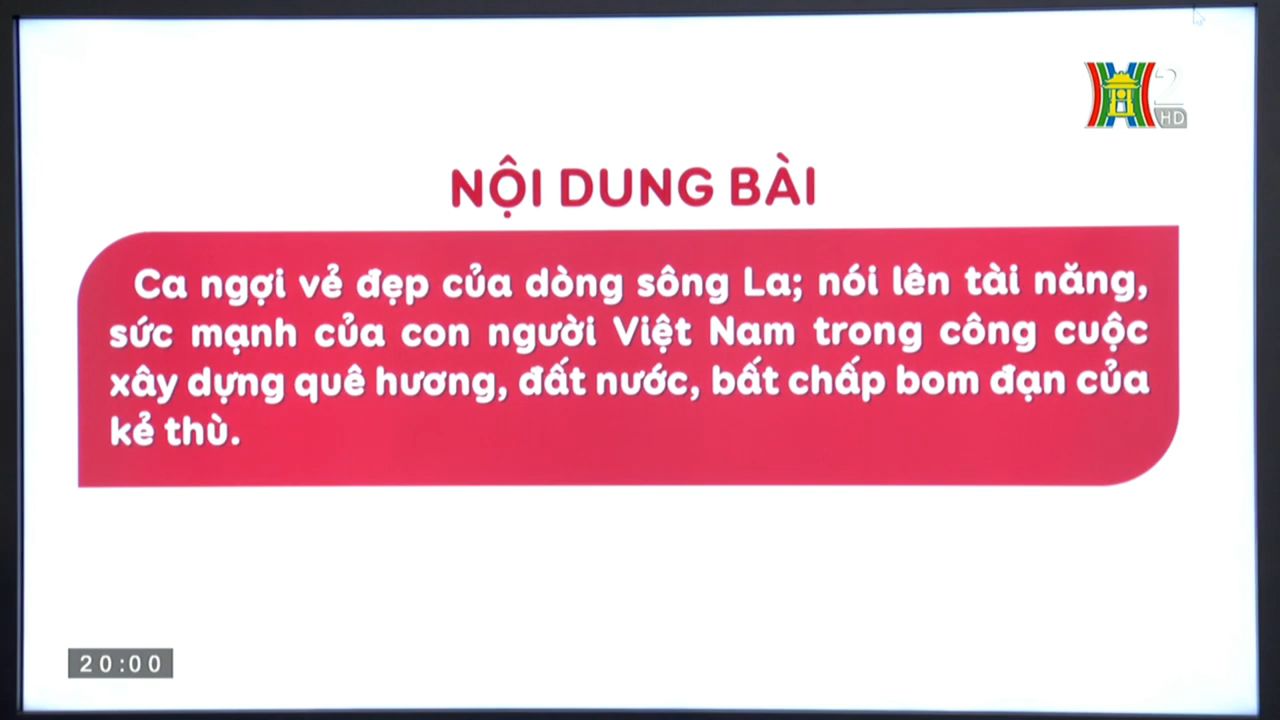 2
HD
NỘI DUNG BÀI
Ca ngợi vẻ đẹp của dòng sông La; nói lên tài năng,
sức mạnh của con người Việt Nam trong công cuộc
xây dựng quê hương, đất nước, bất chấp bom đạn của
kẻ thù.
20:00